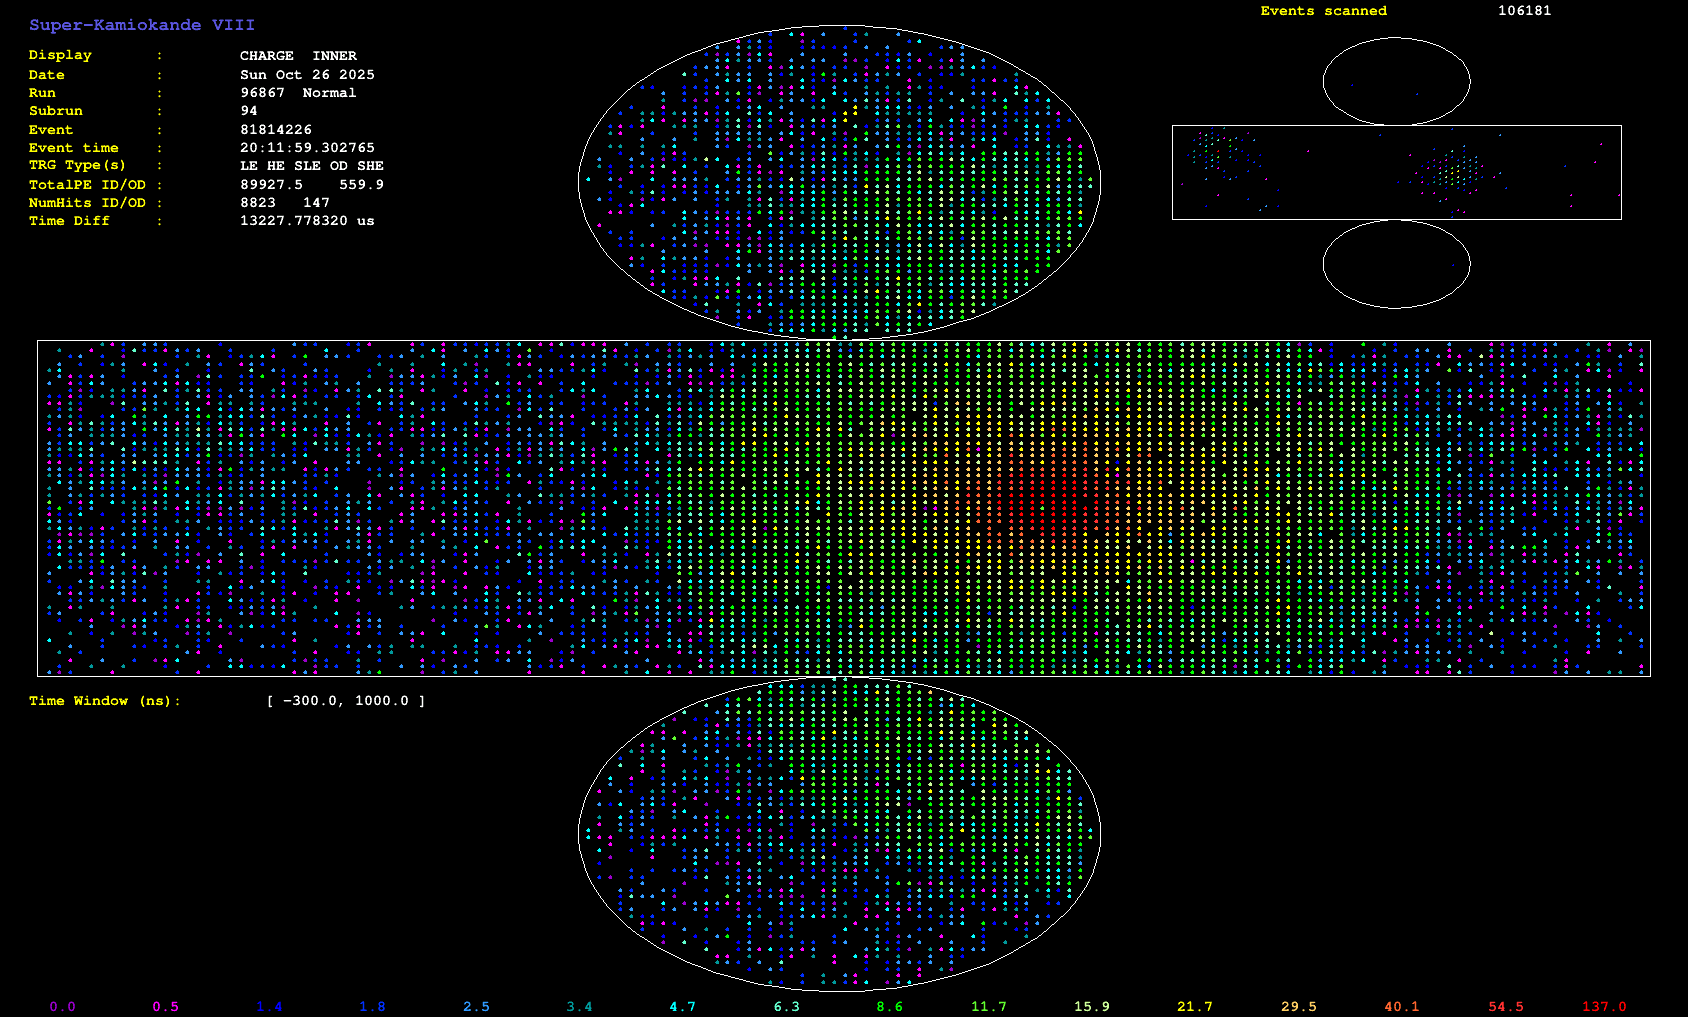 Super-Kamiokande VIII
Events scanned 106181
Display : CHARGE INNER
Date : Sun Oct 26 2025
Run : 96867 Normal
Subrun : 94
Event : 81814226
Event time : 20:11:59.302765
TRG Type(s) : LE HE SLE OD SHE
TotalPE ID/OD : 89927.5 559.9
NumHits ID/OD : 8823 147
Time Diff : 13227.778320 us
Time Window (ns): [ -300.0, 1000.0 ]
0.0 0.5 1.4 1.8 2.5 3.4 4.7 6.3 8.6 11.7 15.9 21.7 29.5 40.1 54.5 137.0